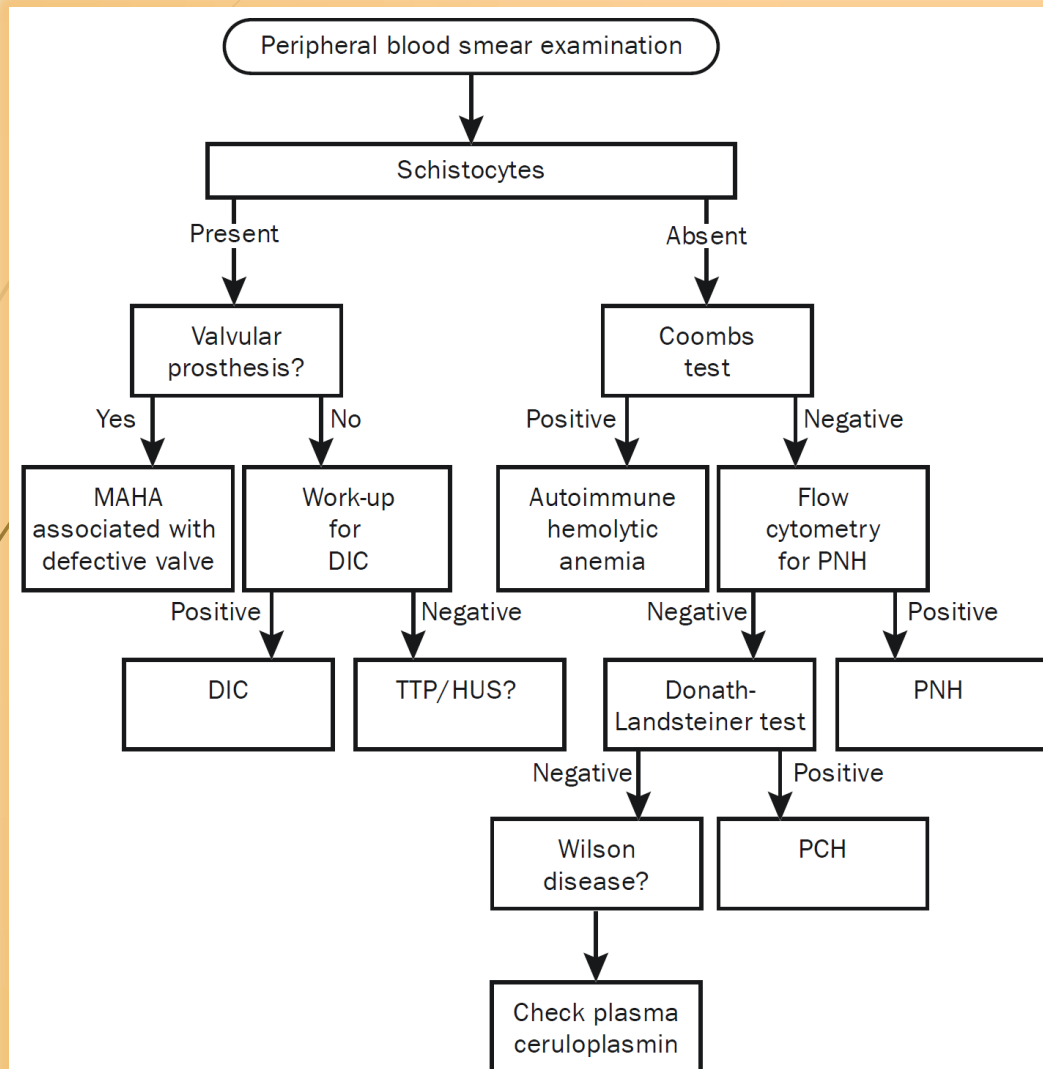 Peripheral blood smear examination
Schistocytes
Present
Absent
Valvular
prosthesis?
Coombs
test
Yes
No
Positive
Negative
MAHA
associated with
defective valve
Work-up
for
DIC
Autoimmune
hemolytic
anemia
Flow
cytometry
for PNH
Positive
Negative
Negative
Positive
DIC
TTP/HUS?
Donath-
Landsteiner test
PNH
Negative
Positive
Wilson
disease?
PCH
Check plasma
ceruloplasmin